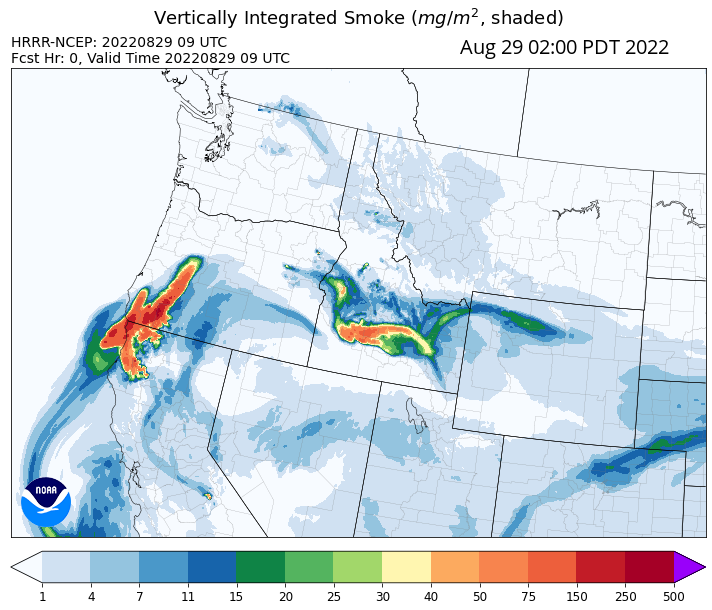 Vertically Integrated Smoke (mg/m², shaded)
HRRR-NCEP: 20220829 09 UTC
Fcst Hr: 0, Valid Time 20220829 09 UTC
Aug 29 02:00 PDT 2022
NOAA
1 4 7 11 15 20 25 30 40 50 75 150 250 500